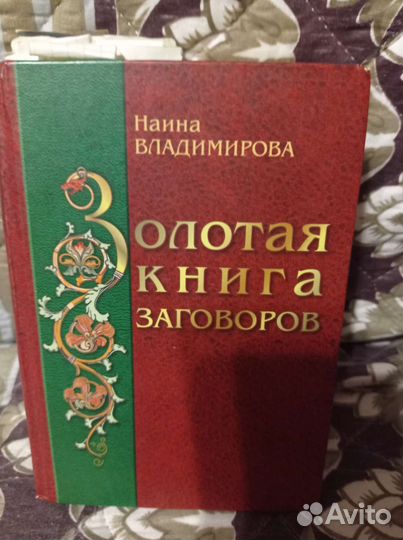 Наина
ВЛАДИМИРОВА
Золотая
книга
ЗАГОВОРОВ
Avito